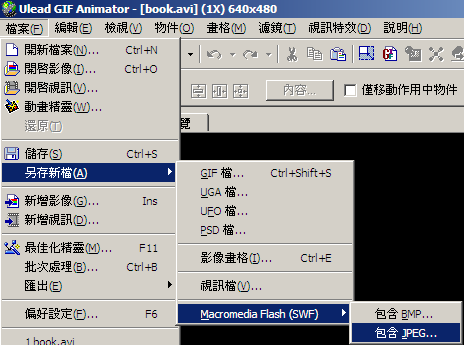 Ulead GIF Animator - [book.avi] (1X) 640x480
檔案(F) 編輯(E) 檢視(V) 物件(O) 畫格(M) 濾鏡(T) 視訊特效(D) 說明(H)
開新檔案(N)... Ctrl+N
開啟影像(I)... Ctrl+O
開啟視訊(V)...
動畫精靈(W)...
還原(T)
內容...
僅移動作用中物件
覽
儲存(S) Ctrl+S
另存新檔(A)
GIF 檔... Ctrl+Shift+S
UGA 檔...
UFO 檔...
PSD 檔...
影像畫格(I)... Ctrl+E
視訊檔(V)...
Macromedia Flash (SWF)
包含 BMP...
包含 JPEG...
新增影像(G)... Ins
新增視訊(D)...
最佳化精靈(M)... F11
批次處理(B)... Ctrl+B
匯出(E)
偏好設定(F)... F6
1 book.avi